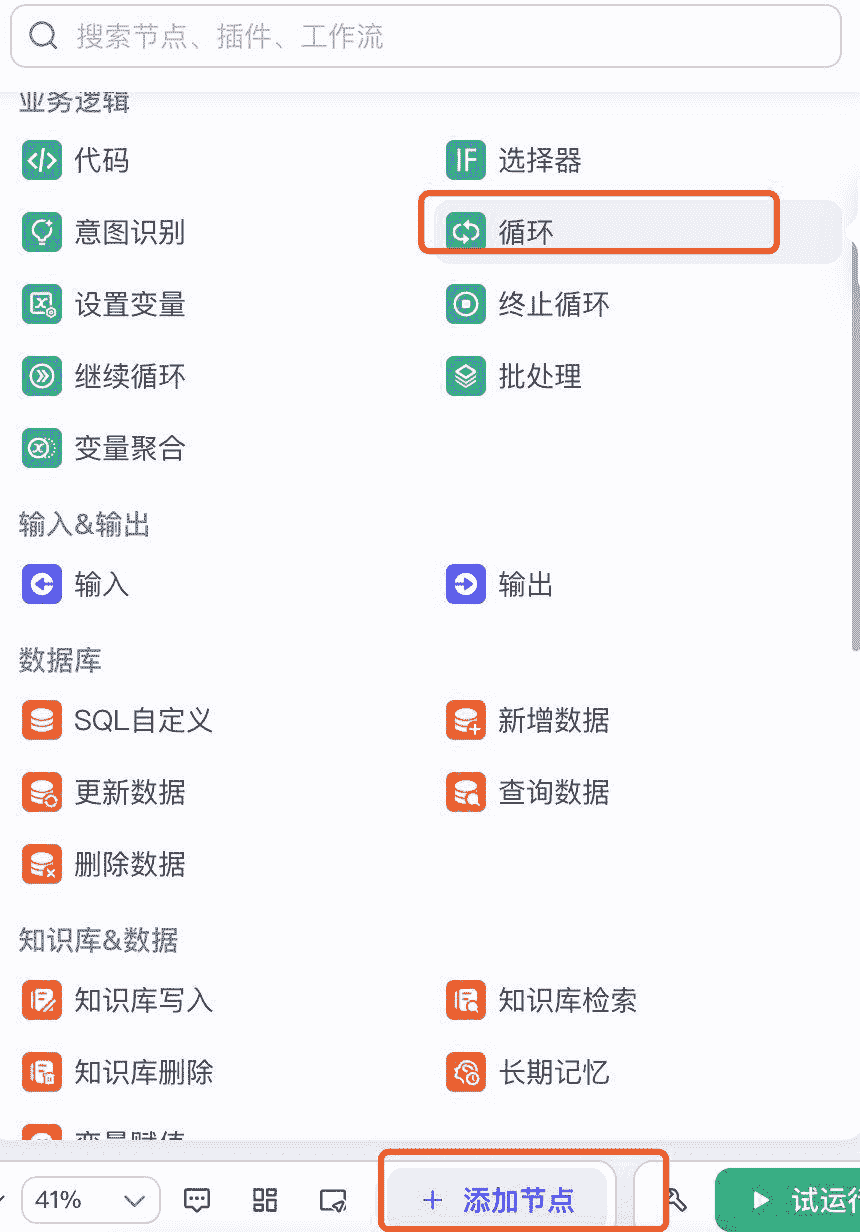 搜索节点、插件、工作流
业务逻辑
代码
选择器
意图识别
循环
设置变量
终止循环
继续循环
批处理
变量聚合
输入&输出
输入
输出
数据库
SQL自定义
新增数据
更新数据
查询数据
删除数据
知识库&数据
知识库写入
知识库检索
知识库删除
长期记忆
变量赋值
41%
+ 添加节点
试运行